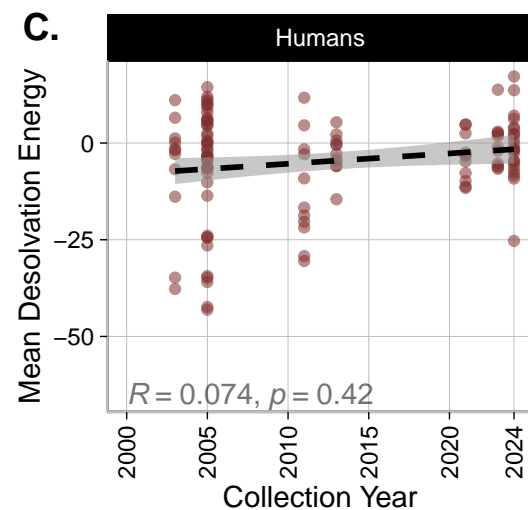 C.
Humans
Mean Desolvation Energy
0
−25
−50
R = 0.074, p = 0.42
2000
2005
2010
2015
2020
2024
Collection Year